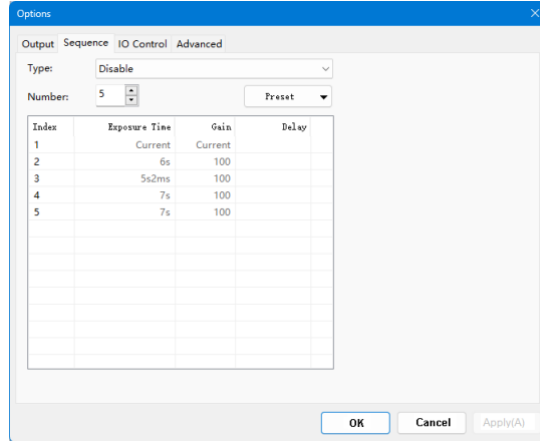 Options
Output Sequence IO Control Advanced
Type: Disable
Number: 5 Preset
Index Exposure Time Gain Delay
1 Current Current
2 6s 100
3 5s2ms 100
4 7s 100
5 7s 100
OK Cancel Apply(A)